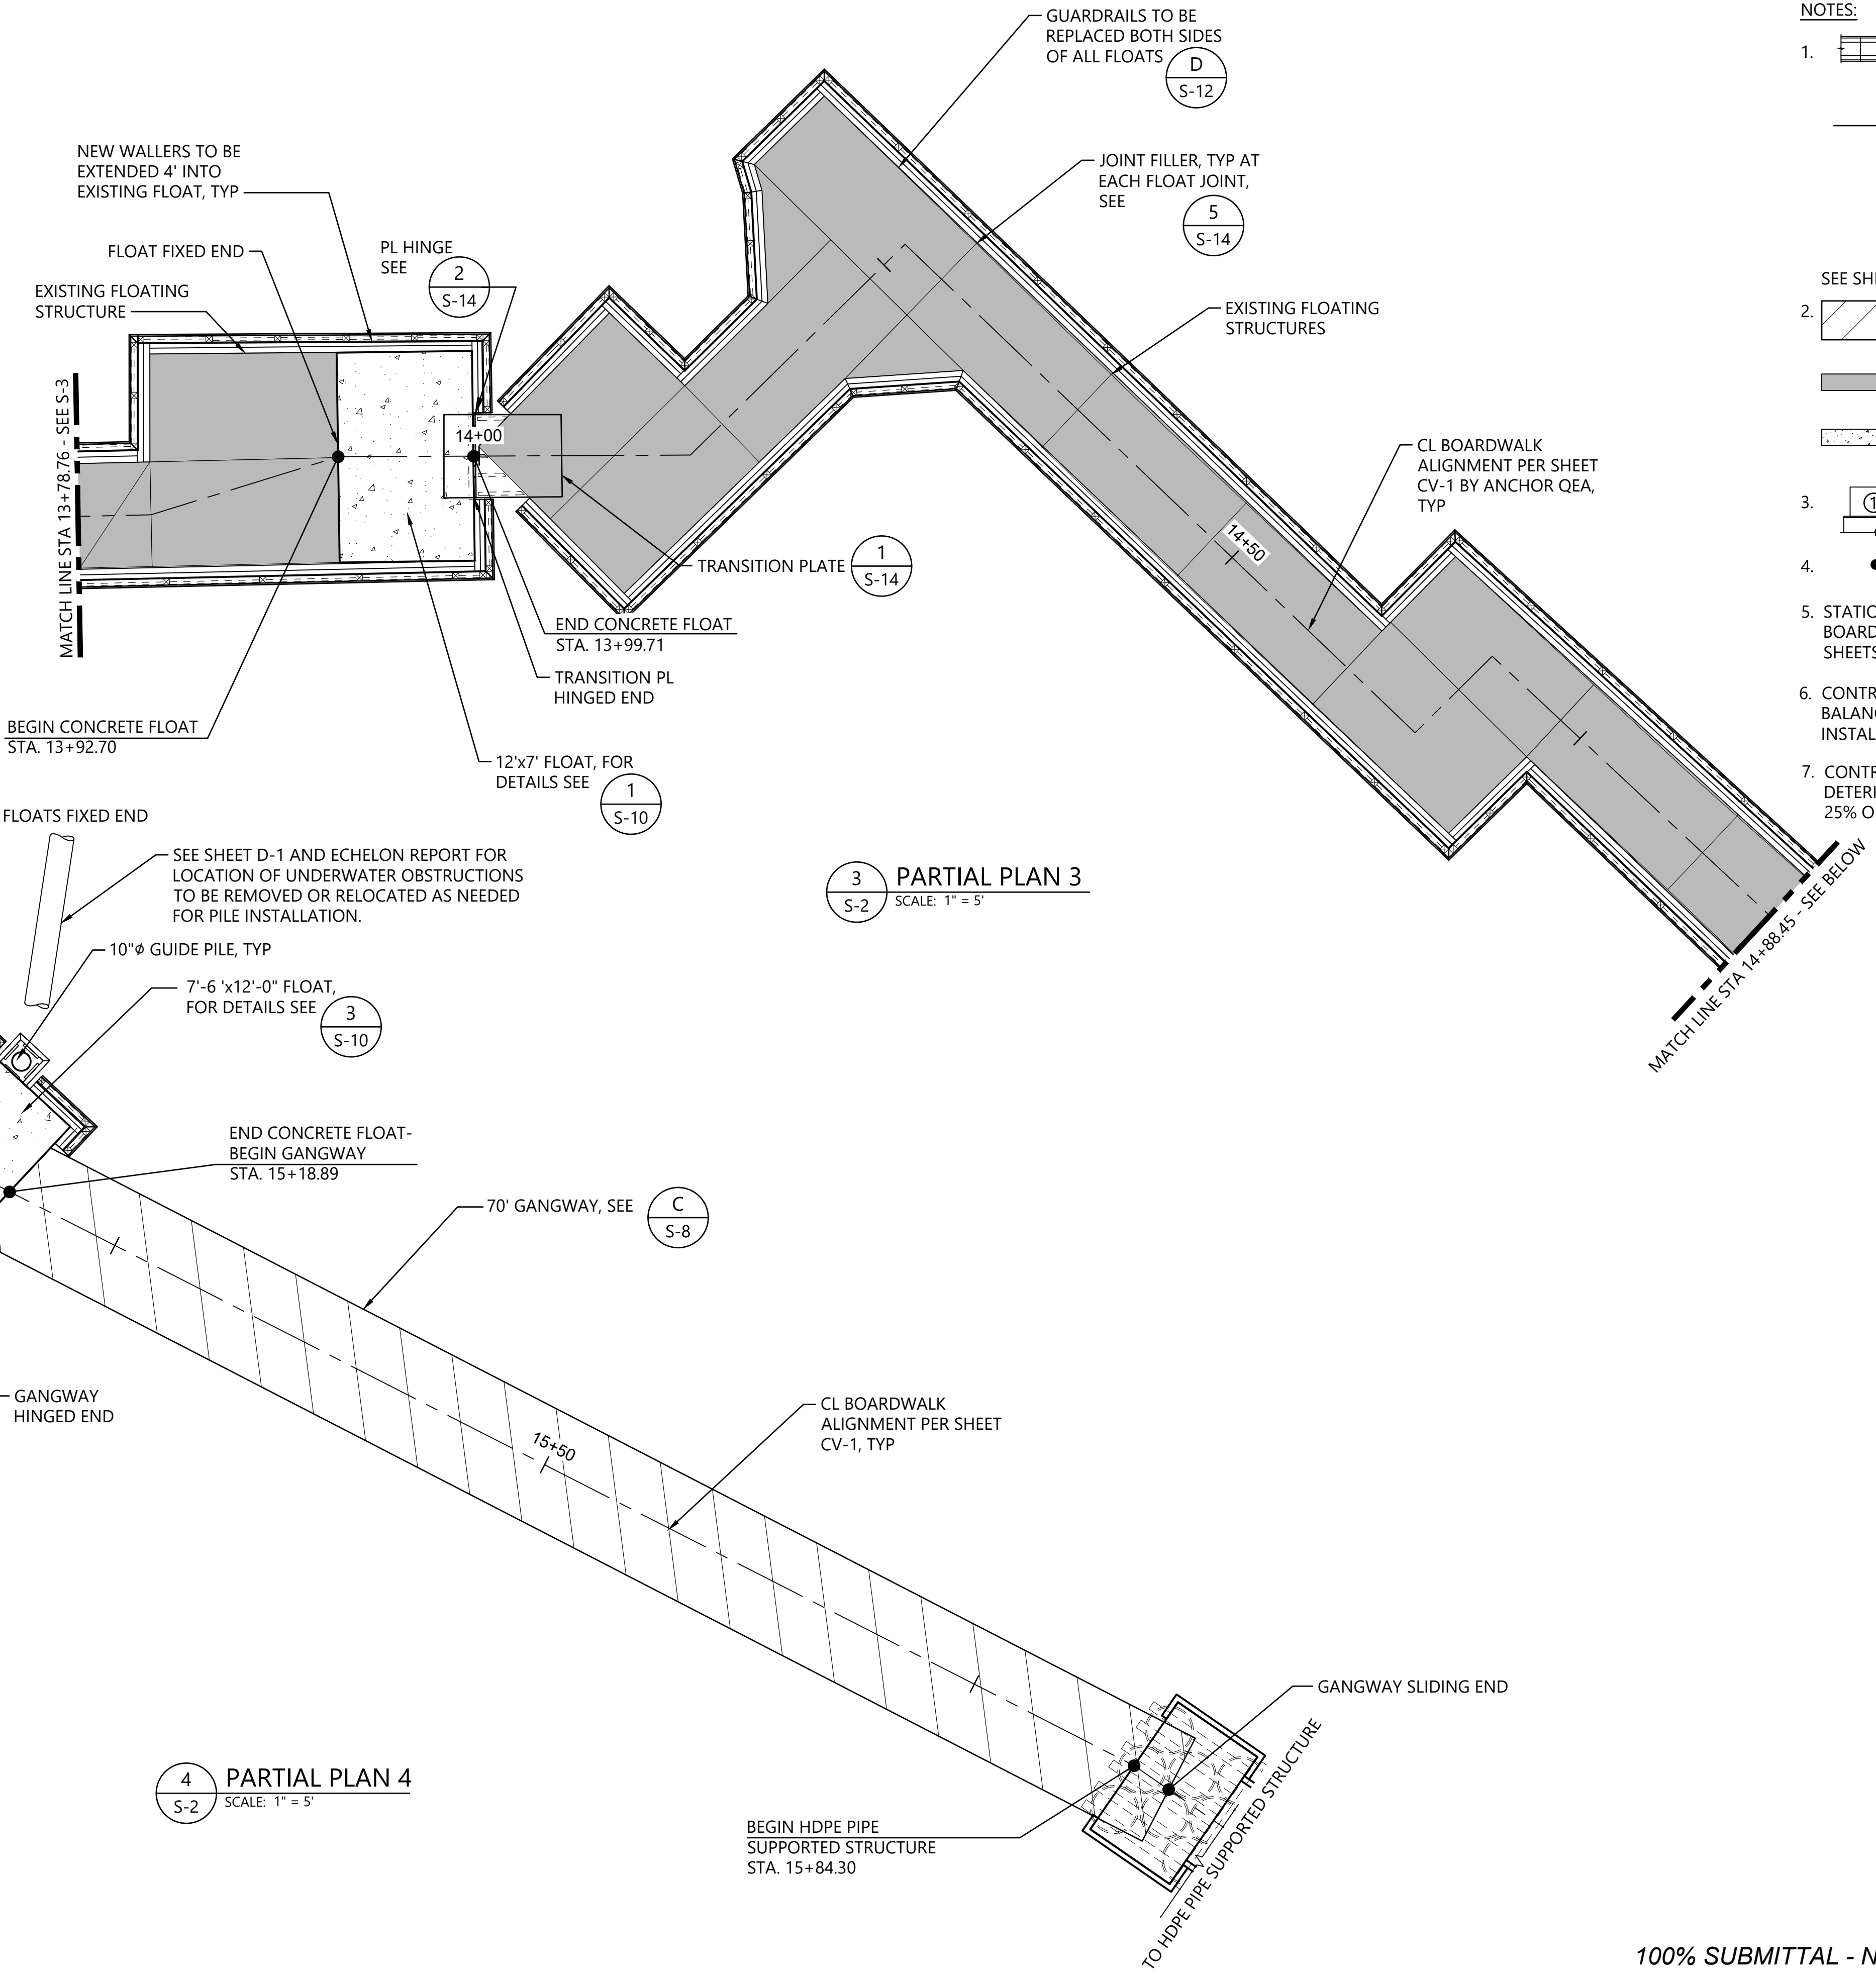 GUARDRAILS TO BE
REPLACED BOTH SIDES
OF ALL FLOATS
D
S-12
JOINT FILLER, TYP AT
EACH FLOAT JOINT,
SEE
5
S-14
EXISTING FLOATING
STRUCTURES
NEW WALLERS TO BE
EXTENDED 4' INTO
EXISTING FLOAT, TYP
FLOAT FIXED END
PL HINGE
SEE
2
S-14
EXISTING FLOATING
STRUCTURE
MATCH LINE STA 13+78.76 - SEE S-3
14+00
CL BOARDWALK
ALIGNMENT PER SHEET
CV-1 BY ANCHOR QEA,
TYP
14+50
TRANSITION PLATE
1
S-14
END CONCRETE FLOAT
STA. 13+99.71
TRANSITION PL
HINGED END
BEGIN CONCRETE FLOAT
STA. 13+92.70
12'x7' FLOAT, FOR
DETAILS SEE
1
S-10
3
S-2
PARTIAL PLAN 3
SCALE: 1" = 5'
MATCH LINE STA 14+88.45 - SEE BELOW
FLOATS FIXED END
SEE SHEET D-1 AND ECHELON REPORT FOR
LOCATION OF UNDERWATER OBSTRUCTIONS
TO BE REMOVED OR RELOCATED AS NEEDED
FOR PILE INSTALLATION.
10"ø GUIDE PILE, TYP
7'-6 'x12'-0" FLOAT,
FOR DETAILS SEE
3
S-10
END CONCRETE FLOAT-
BEGIN GANGWAY
STA. 15+18.89
70' GANGWAY, SEE
C
S-8
GANGWAY
HINGED END
15+50
CL BOARDWALK
ALIGNMENT PER SHEET
CV-1, TYP
GANGWAY SLIDING END
BEGIN HDPE PIPE
SUPPORTED STRUCTURE
STA. 15+84.30
TO HDPE PIPE SUPPORTED STRUCTURE
4
S-2
PARTIAL PLAN 4
SCALE: 1" = 5'
NOTES:
1.
2.
3.
4.
5.
BOARD
SHEETS
6.
7.
25% O
100% SUBMITTAL - N